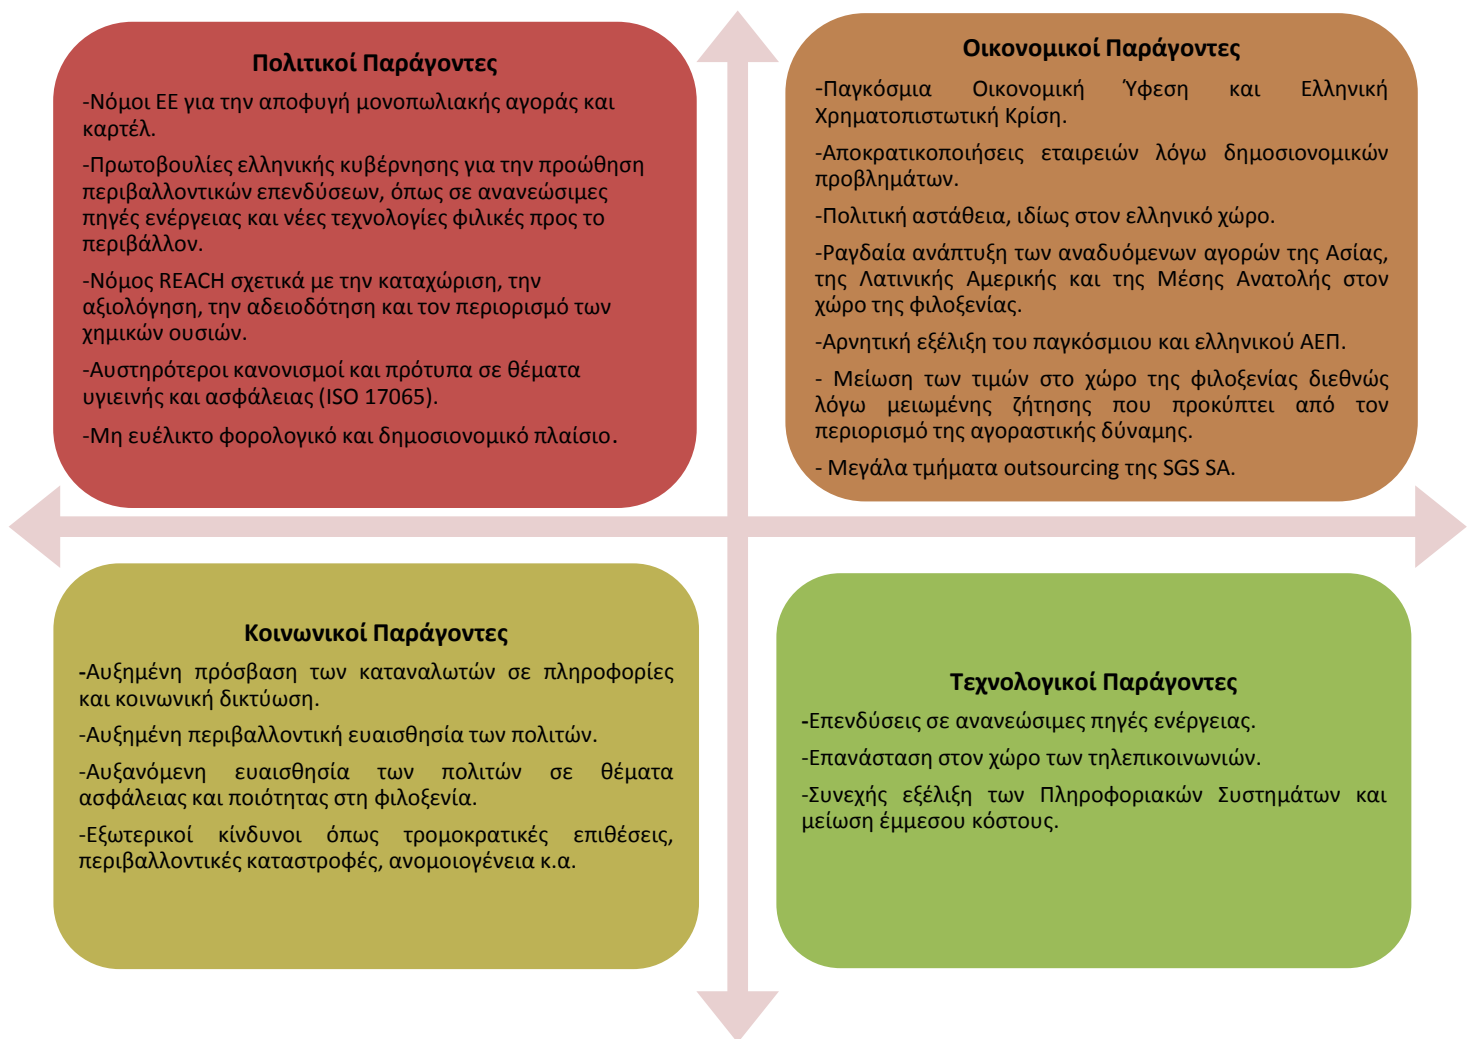 Πολιτικοί Παράγοντες
-Νόμοι ΕΕ για την αποφυγή μονοπωλιακής αγοράς και
καρτέλ.
-Πρωτοβουλίες ελληνικής κυβέρνησης για την προώθηση
περιβαλλοντικών επενδύσεων, όπως σε ανανεώσιμες
πηγές ενέργειας και νέες τεχνολογίες φιλικές προς το
περιβάλλον.
-Νόμος REACH σχετικά με την καταχώριση, την
αξιολόγηση, την αδειοδότηση και τον περιορισμό των
χημικών ουσιών.
-Αυστηρότεροι κανονισμοί και πρότυπα σε θέματα
υγιεινής και ασφάλειας (ISO 17065).
-Μη ευέλικτο φορολογικό και δημοσιονομικό πλαίσιο.
Οικονομικοί Παράγοντες
-Παγκόσμια Οικονομική Ύφεση και Ελληνική
Χρηματοπιστωτική Κρίση.
-Αποκρατικοποιήσεις εταιρειών λόγω δημοσιονομικών
προβλημάτων.
-Πολιτική αστάθεια, ιδίως στον ελληνικό χώρο.
-Ραγδαία ανάπτυξη των αναδυόμενων αγορών της Ασίας,
της Λατινικής Αμερικής και της Μέσης Ανατολής στον
χώρο της φιλοξενίας.
-Αρνητική εξέλιξη του παγκόσμιου και ελληνικού ΑΕΠ.
- Μείωση των τιμών στο χώρο της φιλοξενίας διεθνώς
λόγω μειωμένης ζήτησης που προκύπτει από τον
περιορισμό της αγοραστικής δύναμης.
- Μεγάλα τμήματα outsourcing της SGS SA.
Κοινωνικοί Παράγοντες
-Αυξημένη πρόσβαση των καταναλωτών σε πληροφορίες
και κοινωνική δικτύωση.
-Αυξημένη περιβαλλοντική ευαισθησία των πολιτών.
-Αυξανόμενη ευαισθησία των πολιτών σε θέματα
ασφάλειας και ποιότητας στη φιλοξενία.
-Εξωτερικοί κίνδυνοι όπως τρομοκρατικές επιθέσεις,
περιβαλλοντικές καταστροφές, ανομοιογένεια κ.α.
Τεχνολογικοί Παράγοντες
-Επενδύσεις σε ανανεώσιμες πηγές ενέργειας.
-Επανάσταση στον χώρο των τηλεπικοινωνιών.
-Συνεχής εξέλιξη των Πληροφοριακών Συστημάτων και
μείωση έμμεσου κόστους.